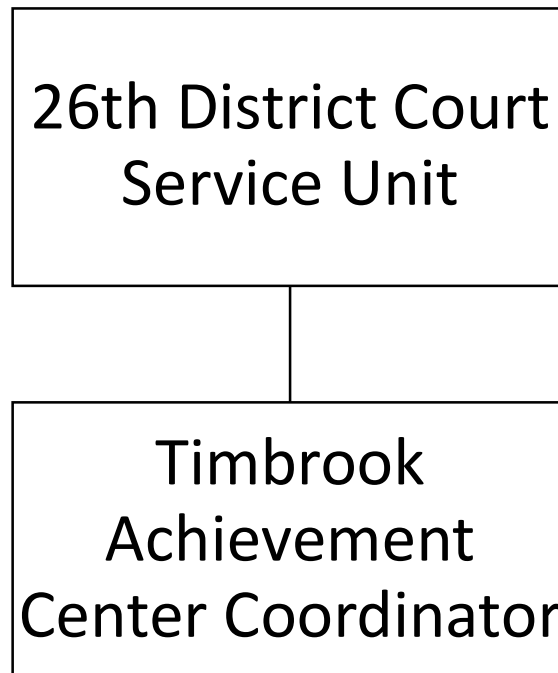 26th District Court
Service Unit
Timbrook
Achievement
Center Coordinator